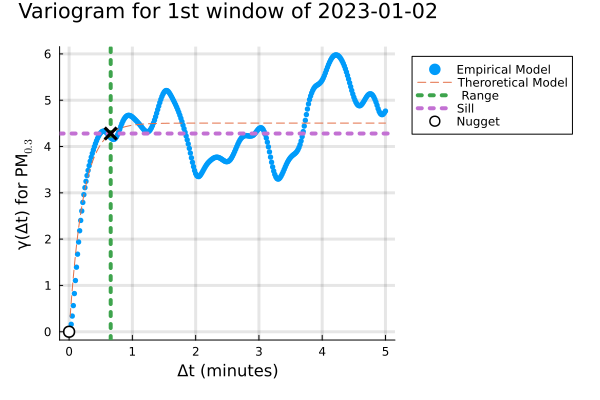 Variogram for 1st window of 2023-01-02
6
5
4
3
2
1
0
0 1 2 3 4 5
γ(Δt) for PM₀.₃
Δt (minutes)
Empirical Model
Theroretical Model
Range
Sill
Nugget